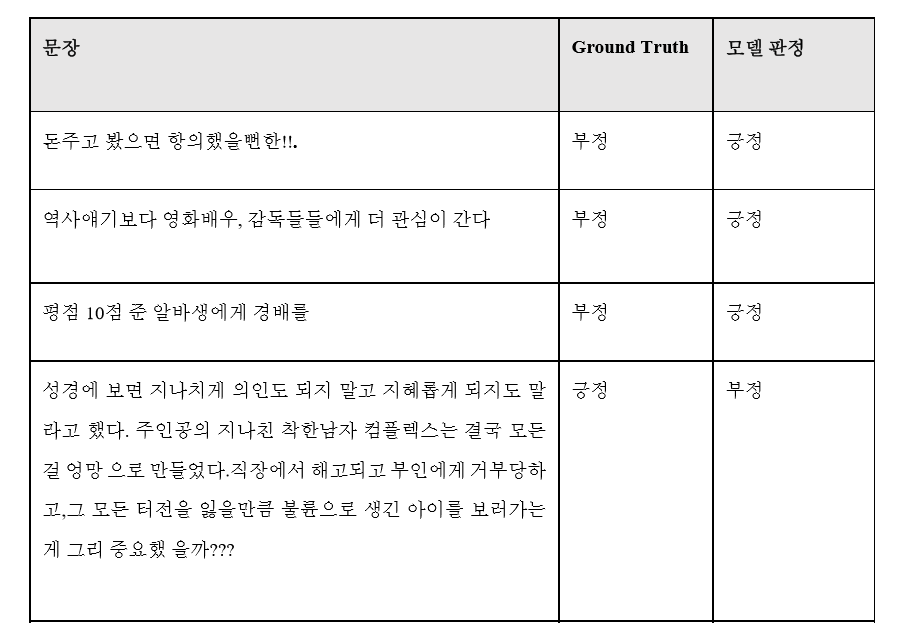 문장 Ground Truth 모델 판정
돈주고 봤으면 항의했을뻔한!!.  부정 긍정
역사얘기보다 영화배우, 감독들들에게 더 관심이 간다 부정 긍정
평점 10점 준 알바생에게 경배를 부정 긍정
성경에 보면 지나치게 의인도 되지 말고 지혜롭게 되지도 말 긍정 부정
라고 했다. 주인공의 지나친 착한남자 컴플렉스는 결국 모든
걸 엉망 으로 만들었다.직장에서 해고되고 부인에게 거부당하
고,그 모든 터전을 잃을만큼 불륜으로 생긴 아이를 보러가는
게 그리 중요했 을까???